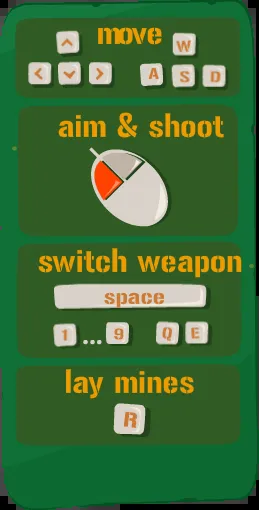 move
W
A S D
aim & shoot
switch weapon
space
1 ... 9 Q E
lay mines
R